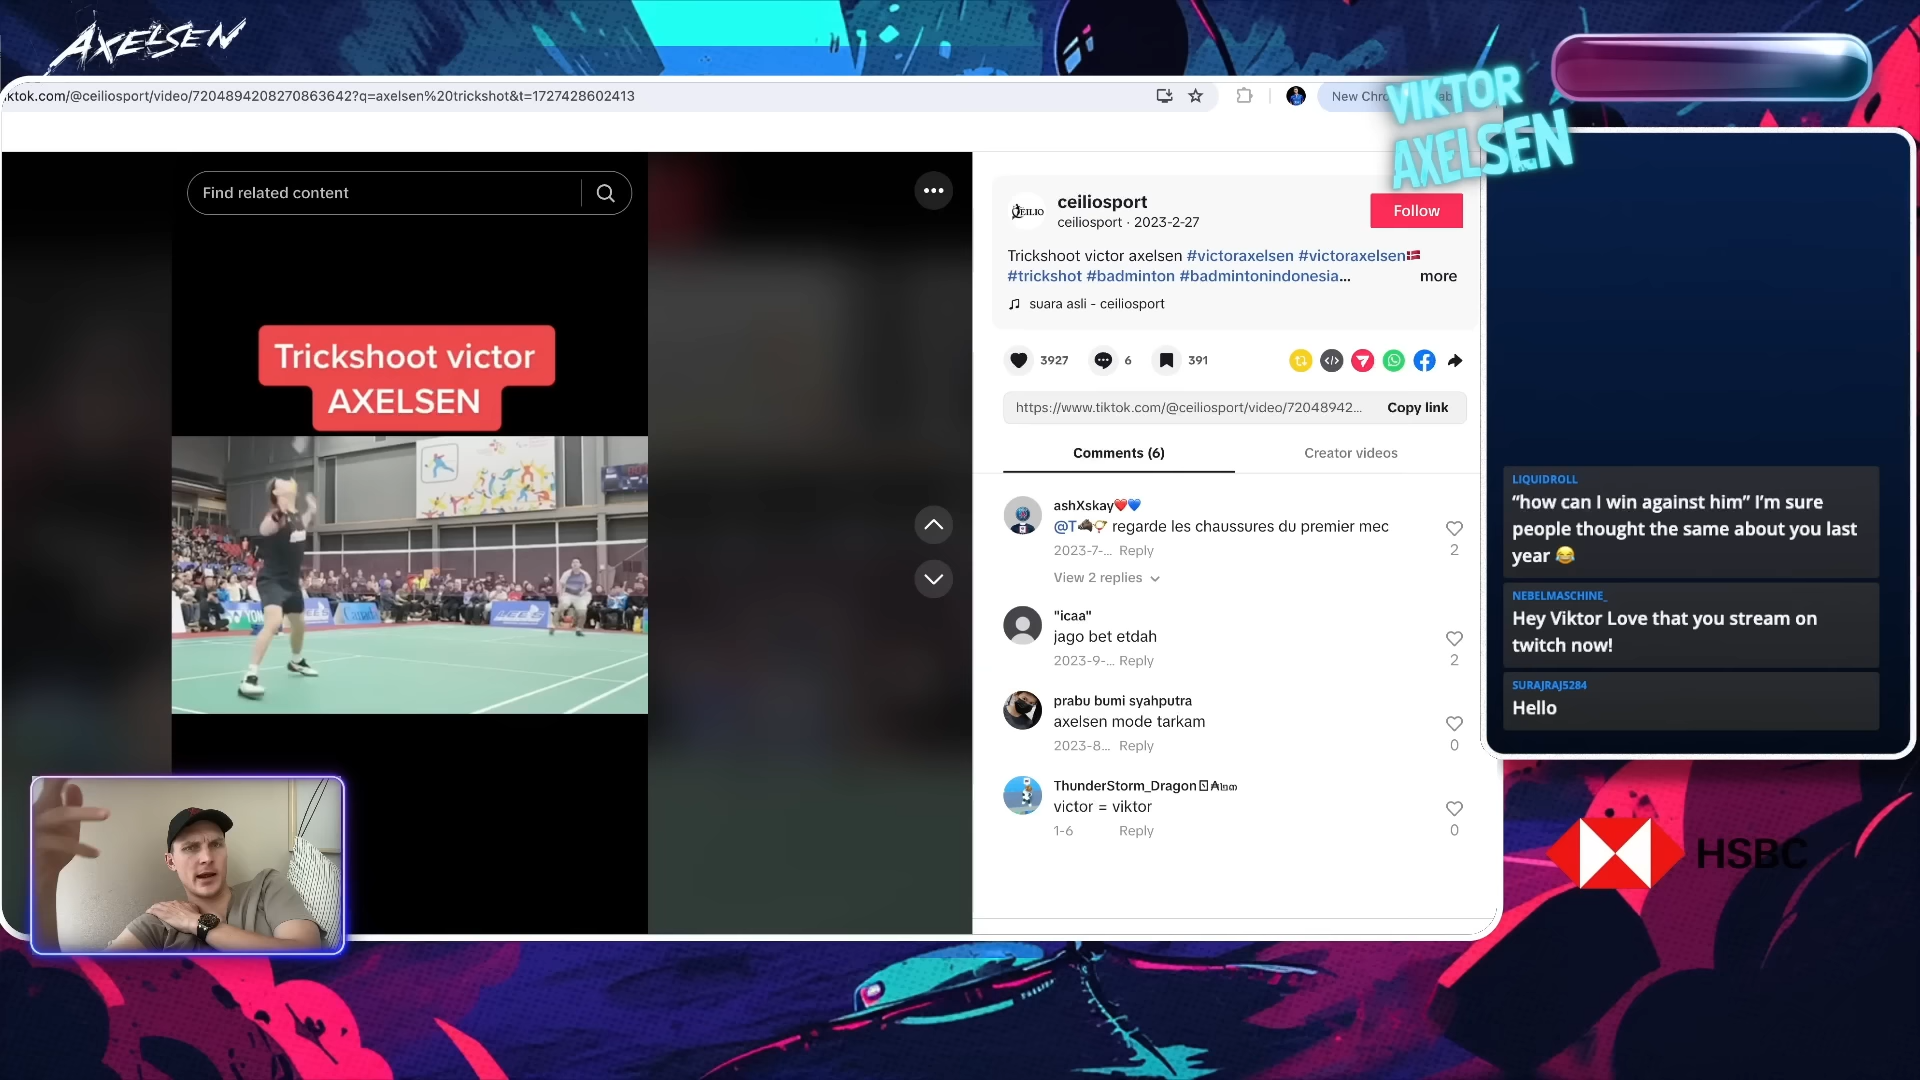 AXELSEN
ktok.com/@ceiliosport/video/7204894208270863642?q=axelsen%20trickshot&t=1727428602413
New Chro
VIKTOR
AXELSEN
Find related content
Trickshoot victor
AXELSEN
ceiliosport
ceiliosport · 2023-2-27
Follow
Trickshoot victor axelsen #victoraxelsen #victoraxelsen🇩🇰
#trickshot #badminton #badmintonindonesia... more
suara asli - ceiliosport
3927
6
391
https://www.tiktok.com/@ceiliosport/video/72048942...
Copy link
Comments (6)
Creator videos
ashXskay❤️💙
@T regarde les chaussures du premier mec
2023-7-... Reply
2
View 2 replies
"icaa"
jago bet etdah
2023-9-... Reply
2
prabu bumi syahputra
axelsen mode tarkam
2023-8... Reply
0
ThunderStorm_Dragon
victor = viktor
1-6 Reply
0
LIQUIDROLL
“how can I win against him” I’m sure
people thought the same about you last
year 😂
NEBELMASCHINE_
Hey Viktor Love that you stream on
twitch now!
SURAJRAJ5284
Hello
HSBC